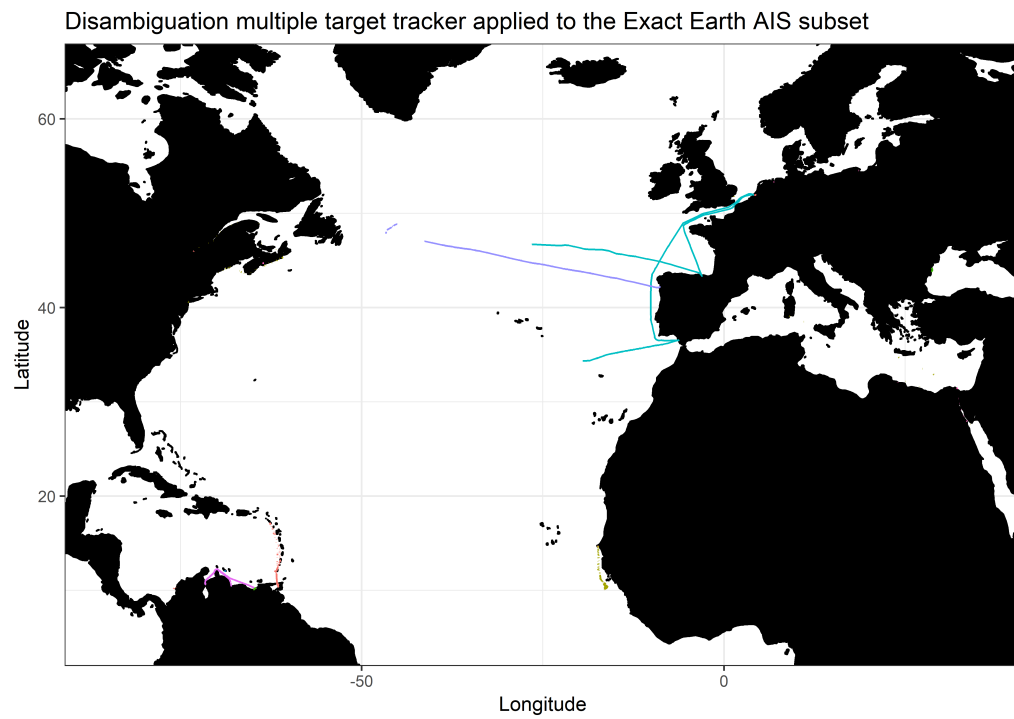 Disambiguation multiple target tracker applied to the Exact Earth AIS subset
60
40
20
Latitude
-50
0
Longitude